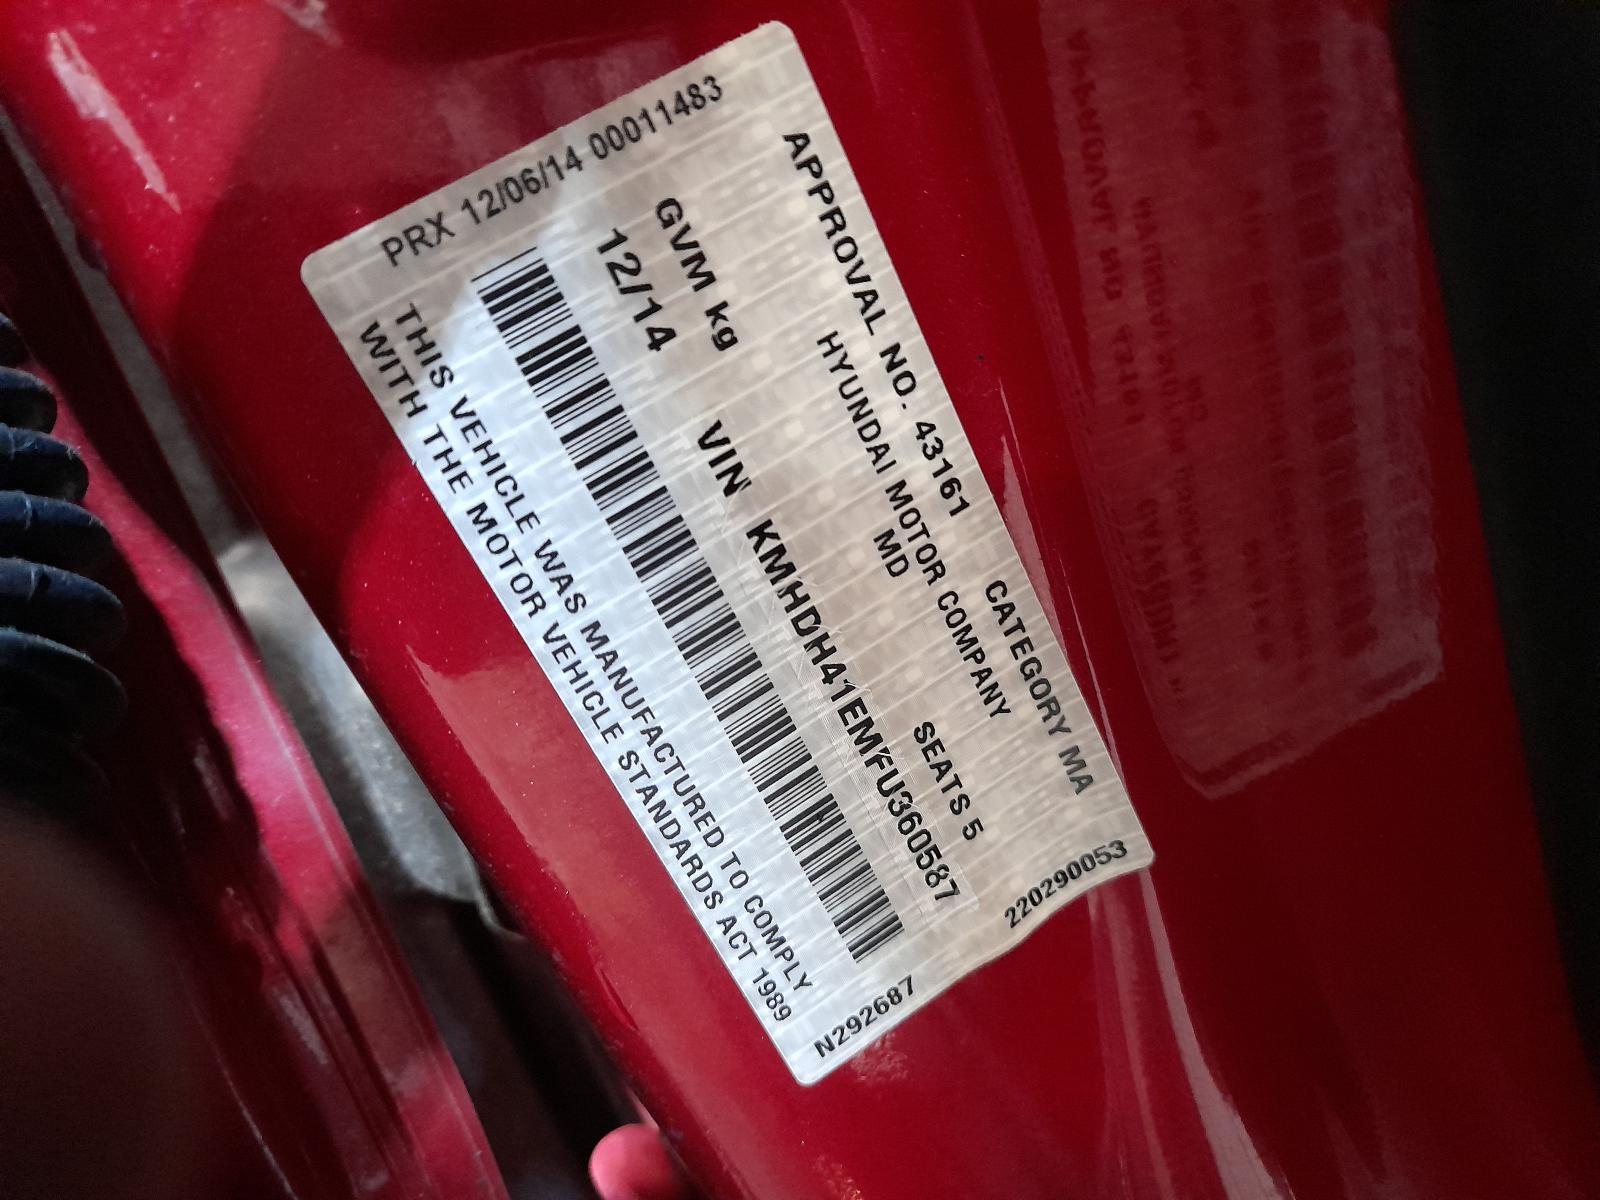 APPROVAL NO. 43161 CATEGORY MA
HYUNDAI MOTOR COMPANY
MD SEATS 5
GVM kg
12/14 VIN KMHDH41EMFU360587
THIS VEHICLE WAS MANUFACTURED TO COMPLY
WITH THE MOTOR VEHICLE STANDARDS ACT 1989
PRX 12/06/14 00011483
220290053
N292687